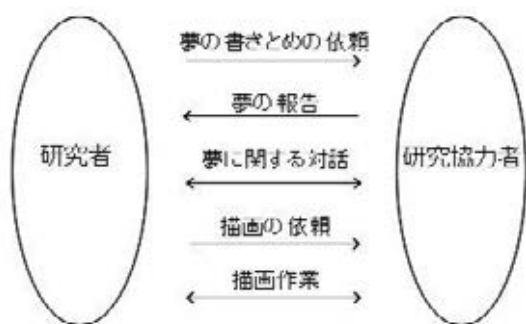 夢の書きとめの依頼
夢の報告
研究者
夢に関する対話
研究協力者
描画の依頼
描画作業